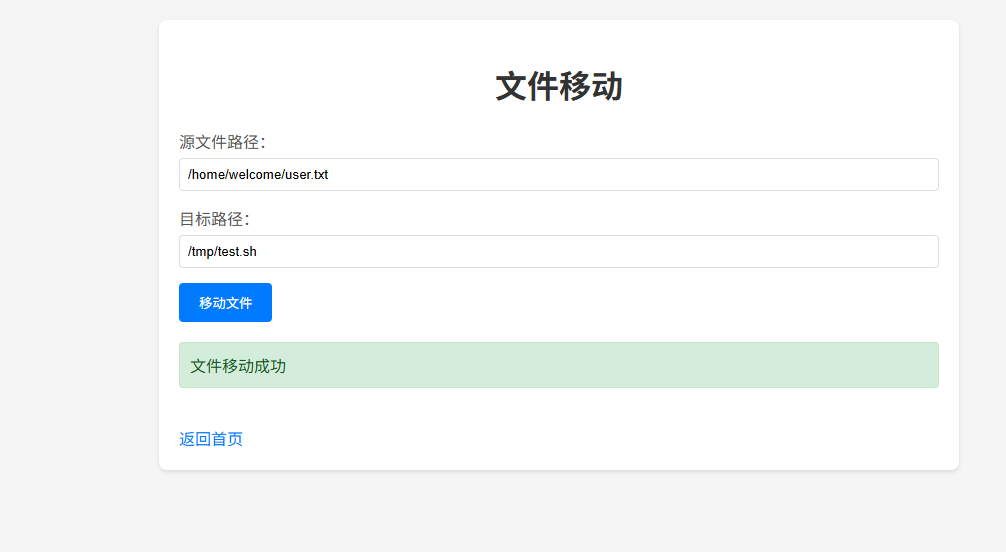 文件移动
源文件路径：
/home/welcome/user.txt
目标路径：
/tmp/test.sh
移动文件
文件移动成功
返回首页